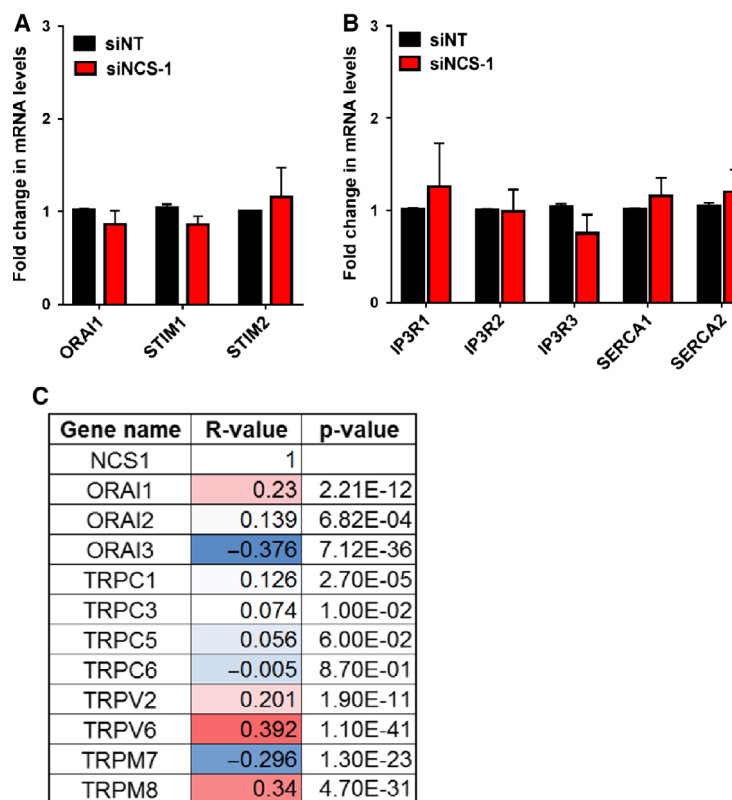 A
Fold change in mRNA levels
3
2
1
0
siNT
siNCS-1
ORAI1
STIM1
STIM2
B
Fold change in mRNA levels
3
2
1
0
siNT
siNCS-1
IP3R1
IP3R2
IP3R3
SERCA1
SERCA2
C
Gene name R-value p-value
NCS1 1
ORAI1 0.23 2.21E-12
ORAI2 0.139 6.82E-04
ORAI3 −0.376 7.12E-36
TRPC1 0.126 2.70E-05
TRPC3 0.074 1.00E-02
TRPC5 0.056 6.00E-02
TRPC6 −0.005 8.70E-01
TRPV2 0.201 1.90E-11
TRPV6 0.392 1.10E-41
TRPM7 −0.296 1.30E-23
TRPM8 0.34 4.70E-31